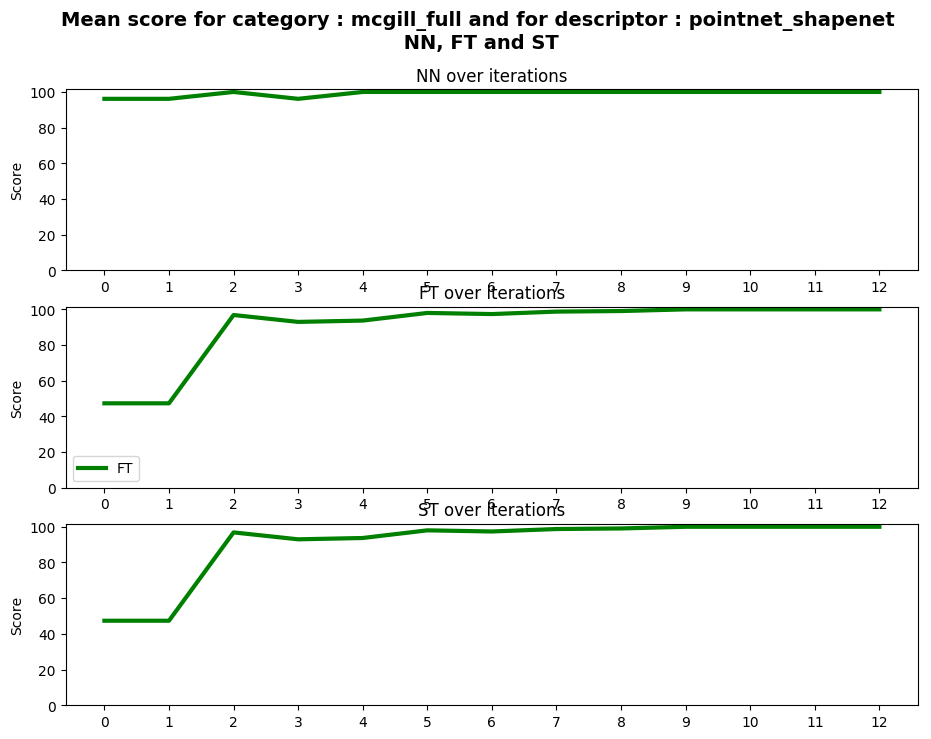 Mean score for category : mcgill_full and for descriptor : pointnet_shapenet
NN, FT and ST
NN over iterations
100
80
60
40
20
0
Score
0 1 2 3 4 5 6 7 8 9 10 11 12
FT over iterations
100
80
60
40
20
0
Score
FT
0 1 2 3 4 5 6 7 8 9 10 11 12
ST over iterations
100
80
60
40
20
0
Score
0 1 2 3 4 5 6 7 8 9 10 11 12